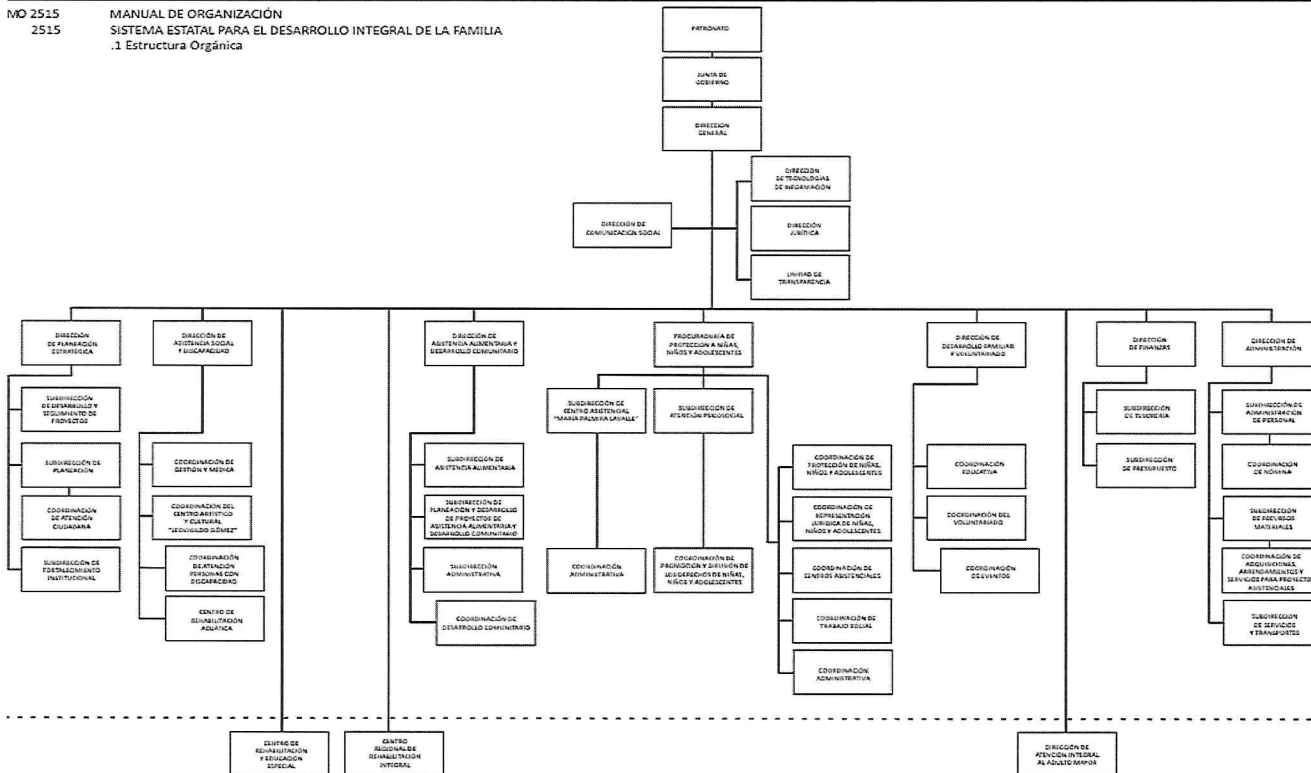 MO 2515 MANUAL DE ORGANIZACIÓN
2515 SISTEMA ESTATAL PARA EL DESARROLLO INTEGRAL DE LA FAMILIA
.1 Estructura Orgánica
PATRONATO
JUNTA DE
GOBIERNO
DIRECCIÓN
GENERAL
DIRECCIÓN
DE TECNOLOGÍAS
DE INFORMACIÓN
DIRECCIÓN DE
COMUNICACIÓN SOCIAL
DIRECCIÓN
JURÍDICA
UNIDAD DE
TRANSPARENCIA
DIRECCIÓN
DE PLANEACIÓN
ESTRATÉGICA
SUBDIRECCIÓN
DE DESARROLLO Y
SEGUIMIENTO DE
PROYECTOS
SUBDIRECCIÓN DE
PLANEACIÓN
COORDINACIÓN
DE ATENCIÓN
CIUDADANA
SUBDIRECCIÓN DE
FORTALECIMIENTO
INSTITUCIONAL
DIRECCIÓN DE
ASISTENCIA SOCIAL
Y DISCAPACIDAD
COORDINACIÓN DE
GESTIÓN Y MEDICA
COORDINACIÓN DEL
CENTRO ARTÍSTICO
Y CULTURAL
"LEOVIGILDO GÓMEZ"
COORDINACIÓN
DE ATENCIÓN
PERSONAS CON
DISCAPACIDAD
CENTRO DE
REHABILITACIÓN
ACUÁTICA
DIRECCIÓN DE
ASISTENCIA ALIMENTARIA Y
DESARROLLO COMUNITARIO
SUBDIRECCIÓN DE
ASISTENCIA ALIMENTARIA
SUBDIRECCIÓN DE
PLANEACIÓN Y DESARROLLO
DE PROYECTOS DE
ASISTENCIA ALIMENTARIA Y
DESARROLLO COMUNITARIO
SUBDIRECCIÓN
ADMINISTRATIVA
COORDINACIÓN DE
DESARROLLO COMUNITARIO
PROCURADURÍA DE
PROTECCIÓN A NIÑAS,
NIÑOS Y ADOLESCENTES
SUBDIRECCIÓN DE
CENTRO ASISTENCIAL
"MARÍA PALMIRA LAVALLE"
COORDINACIÓN
ADMINISTRATIVA
SUBDIRECCIÓN DE
ATENCIÓN PSICOSOCIAL
COORDINACIÓN DE
PROMOCIÓN Y DIFUSIÓN DE
LOS DERECHOS DE NIÑAS,
NIÑOS Y ADOLESCENTES
COORDINACIÓN DE
PROTECCIÓN DE NIÑAS,
NIÑOS Y ADOLESCENTES
COORDINACIÓN DE
REPRESENTACIÓN
JURÍDICA DE NIÑAS,
NIÑOS Y ADOLESCENTES
COORDINACIÓN DE
CENTROS ASISTENCIALES
COORDINACIÓN DE
TRABAJO SOCIAL
COORDINACIÓN
ADMINISTRATIVA
DIRECCIÓN DE
DESARROLLO FAMILIAR
Y VOLUNTARIADO
COORDINACIÓN
EDUCATIVA
COORDINACIÓN DEL
VOLUNTARIADO
COORDINACIÓN
DE EVENTOS
DIRECCIÓN
DE FINANZAS
SUBDIRECCIÓN
DE TESORERÍA
SUBDIRECCIÓN
DE PRESUPUESTO
DIRECCIÓN
DE ADMINISTRACIÓN
SUBDIRECCIÓN DE
ADMINISTRACIÓN
DE PERSONAL
COORDINACIÓN
DE NÓMINA
SUBDIRECCIÓN
DE RECURSOS
MATERIALES
COORDINACIÓN DE
ADQUISICIONES,
ARRENDAMIENTOS Y
SERVICIOS PARA PROYECTOS
ASISTENCIALES
SUBDIRECCIÓN
DE SERVICIOS
Y TRANSPORTES
CENTRO DE
REHABILITACIÓN
Y EDUCACIÓN
ESPECIAL
CENTRO
REGIONAL DE
REHABILITACIÓN
INTEGRAL
DIRECCIÓN DE
ATENCIÓN INTEGRAL
AL ADULTO MAYOR